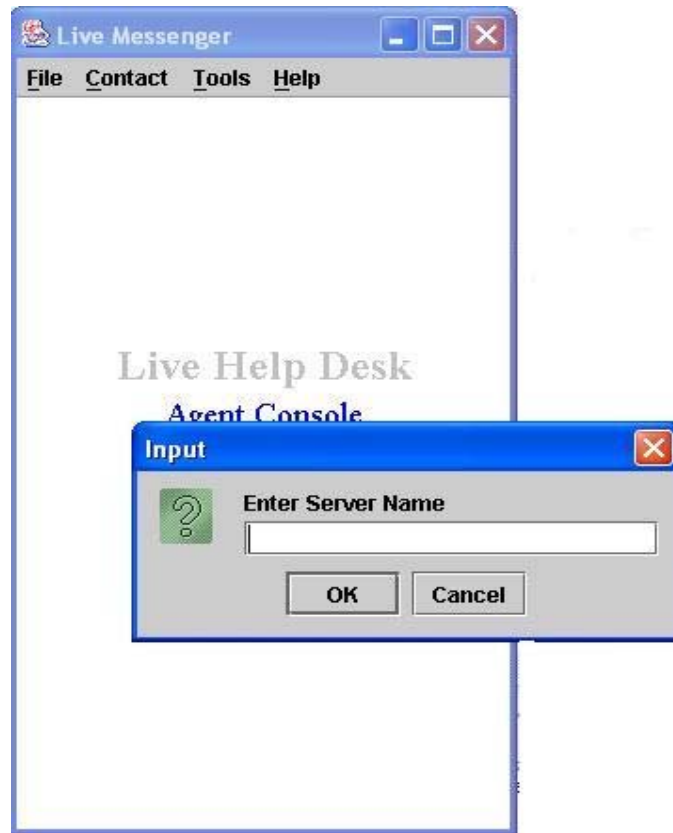 Live Messenger
File Contact Tools Help
Live Help Desk
Agent Console
Input
Enter Server Name
OK Cancel